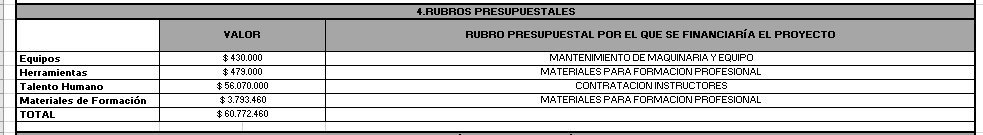 4.RUBROS PRESUPUESTALES
VALOR RUBRO PRESUPUESTAL POR EL QUE SE FINANCIARÍA EL PROYECTO
Equipos $ 430.000 MANTENIMIENTO DE MAQUINARIA Y EQUIPO
Herramientas $ 479.000 MATERIALES PARA FORMACION PROFESIONAL
Talento Humano $ 56.070.000 CONTRATACION INSTRUCTORES
Materiales de Formación $ 3.793.460 MATERIALES PARA FORMACION PROFESIONAL
TOTAL $ 60.772.460